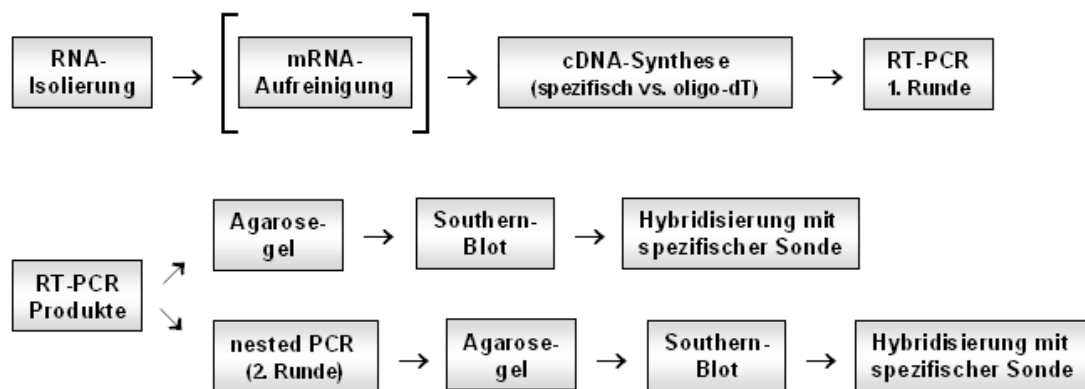 RNA-
Isolierung
mRNA-
Aufreinigung
cDNA-Synthese
(spezifisch vs. oligo-dT)
RT-PCR
1. Runde
RT-PCR
Produkte
Agarose-
gel
Southern-
Blot
Hybridisierung mit
spezifischer Sonde
nested PCR
(2. Runde)
Agarose-
gel
Southern-
Blot
Hybridisierung mit
spezifischer Sonde